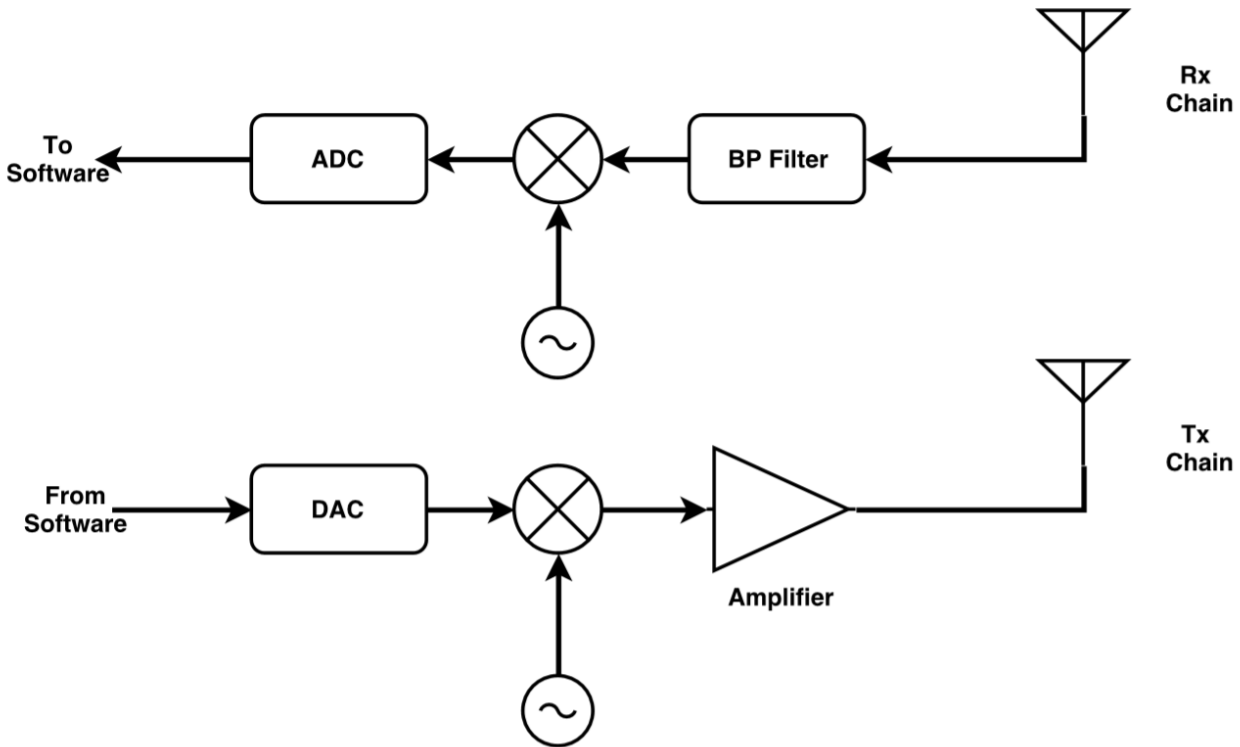 Rx
Chain
To
Software
ADC
BP Filter
Tx
Chain
From
Software
DAC
Amplifier